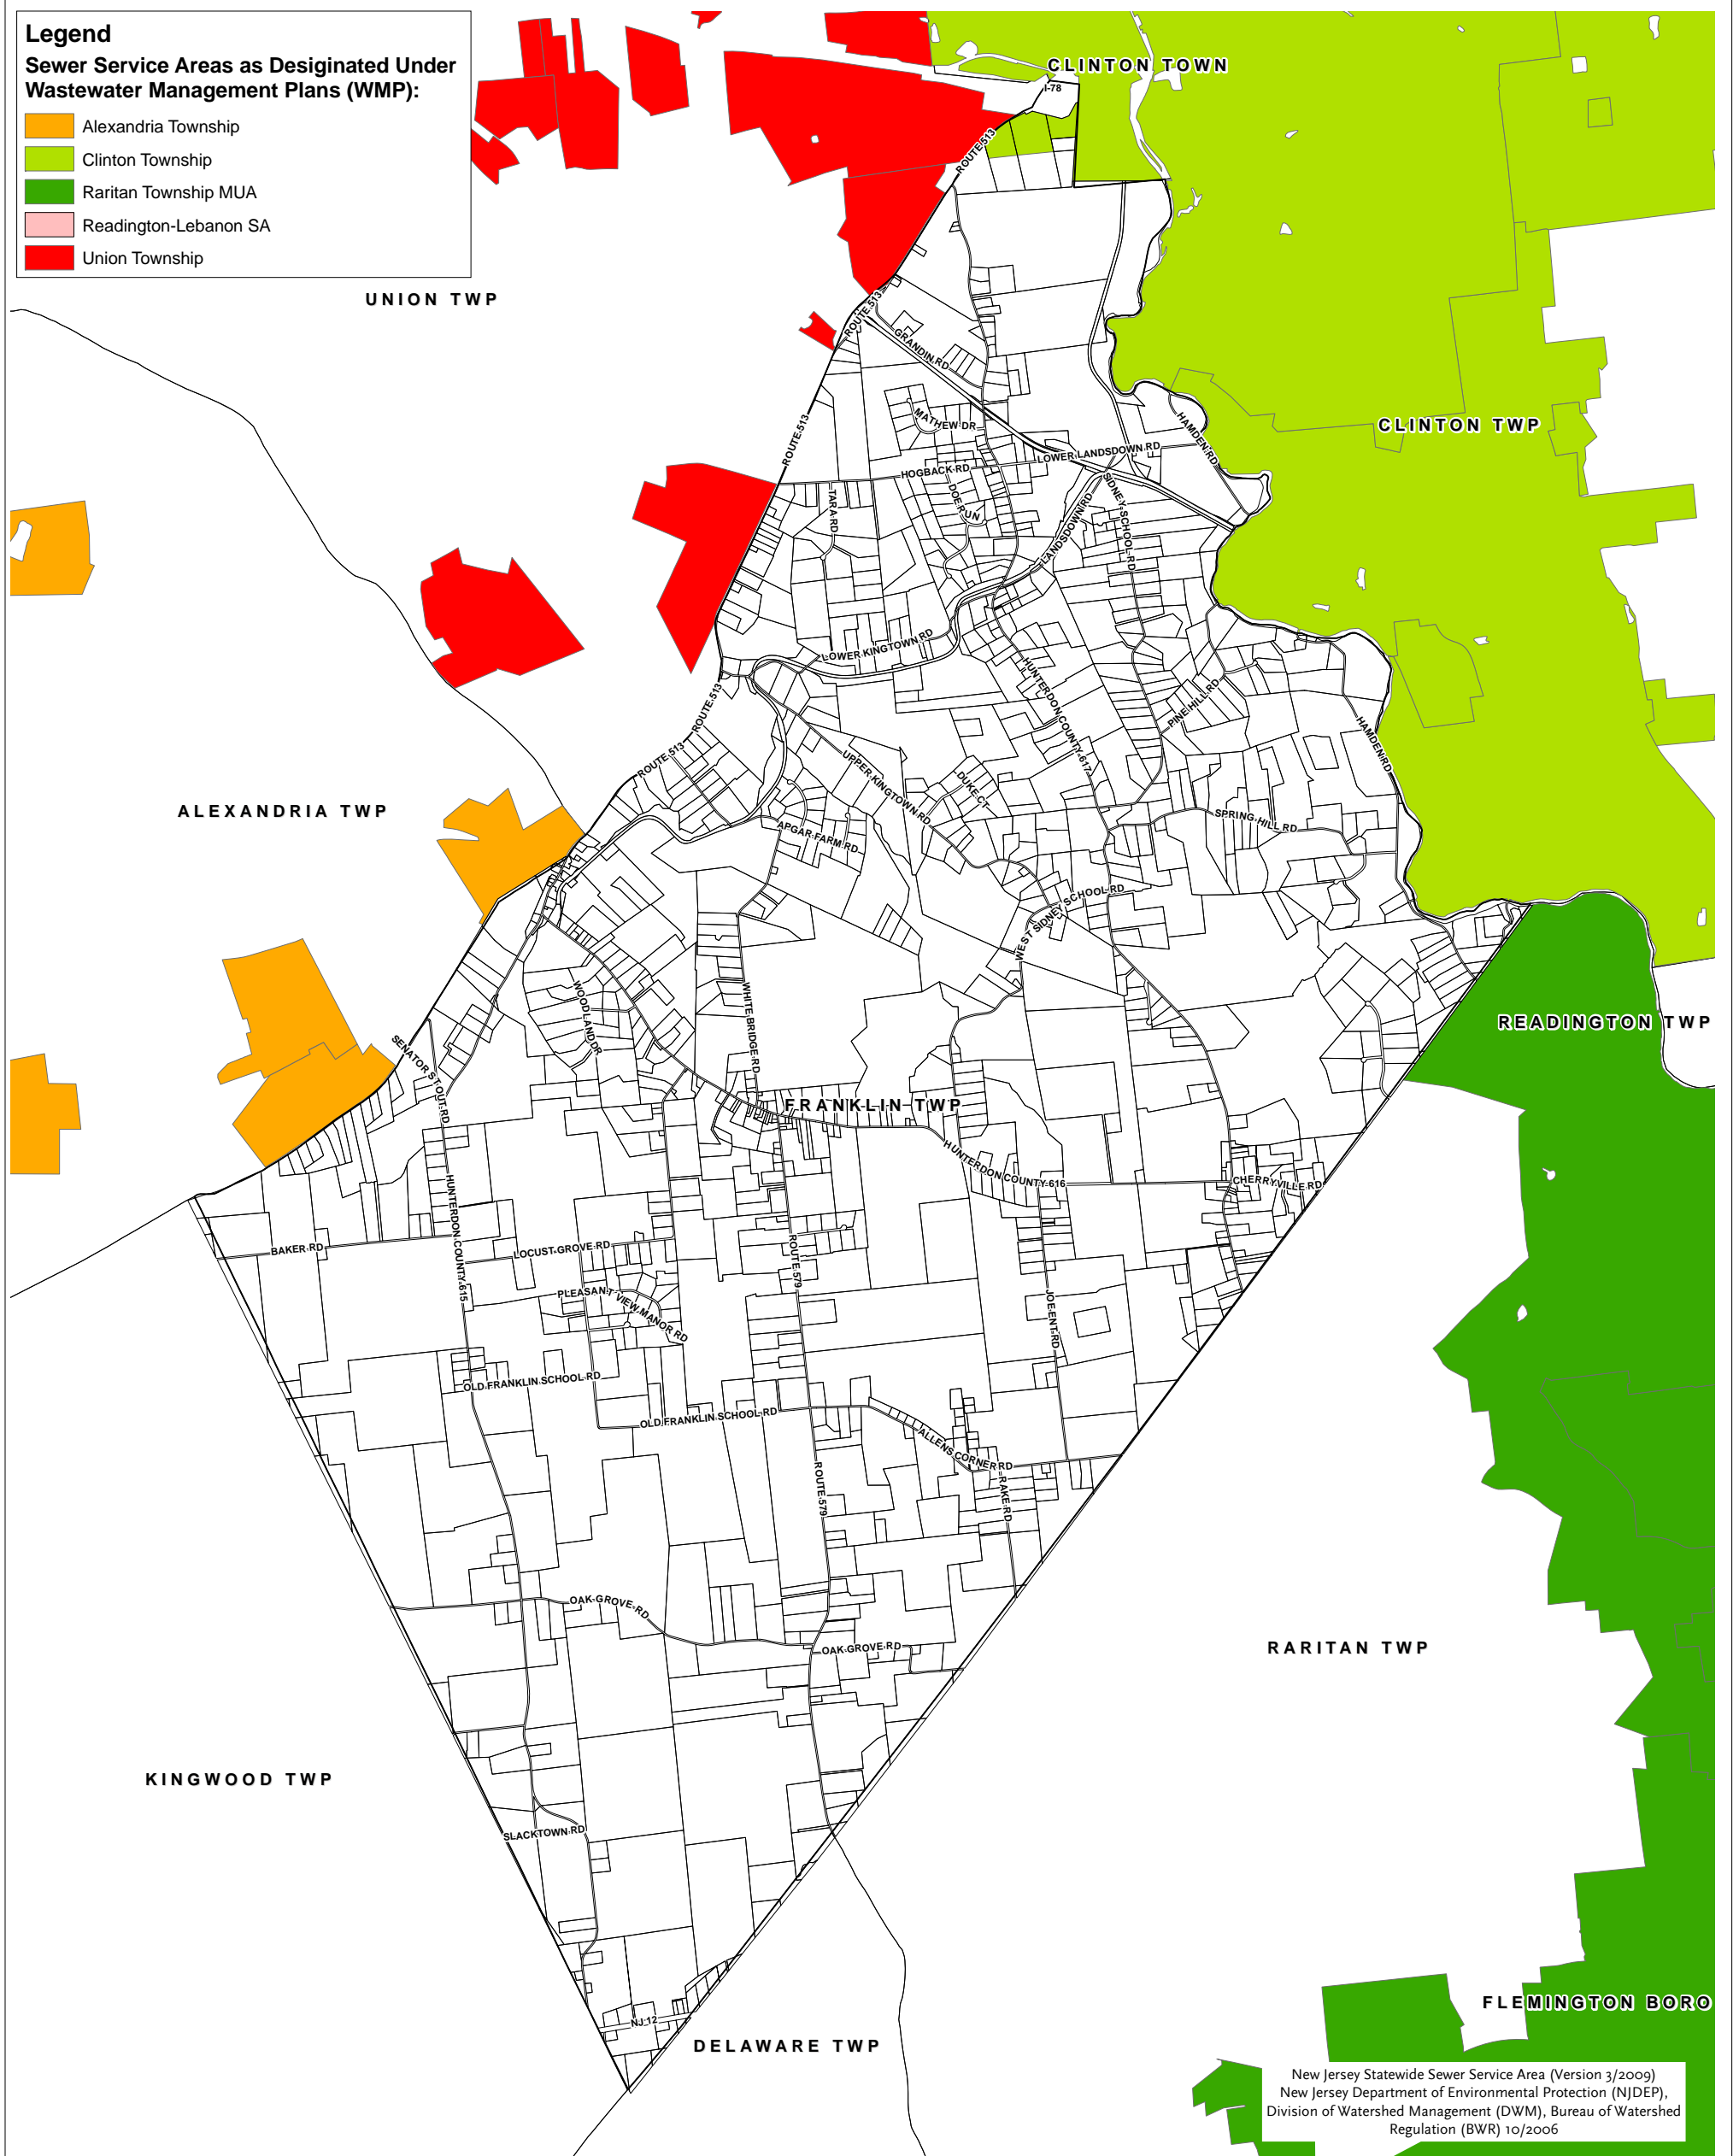 Legend
Sewer Service Areas as Desiginated Under
Wastewater Management Plans (WMP):
Alexandria Township
Clinton Township
Raritan Township MUA
Readington-Lebanon SA
Union Township
CLINTON TOWN
I-78
ROUTE 513
UNION TWP
ROUTE 513
GRANDIN RD
MATHEW DR
ROUTE 513
HAMDEN RD
CLINTON TWP
LOWER LANDSDOWN RD
HOGBACK RD
TARA RD
DOE RUN
LANDSDOWN RD
SIDNEY SCHOOL RD
LOWER KINGTOWN RD
HUNTERDON COUNTY 617
PINE HILL RD
ROUTE 513
ROUTE 513
HAMDEN RD
UPPER KINGTOWN RD
DUKE CT
ALEXANDRIA TWP
APGAR FARM RD
SPRING HILL RD
WEST SIDNEY SCHOOL RD
WOODLAND DR
WHITE BRIDGE RD
READINGTON TWP
SENATOR STOUT RD
FRANKLIN TWP
HUNTERDON COUNTY 616
CHERRYVILLE RD
HUNTERDON COUNTY 615
BAKER RD
LOCUST GROVE RD
ROUTE 579
PLEASANT VIEW MANOR RD
JOE ENT RD
OLD FRANKLIN SCHOOL RD
OLD FRANKLIN SCHOOL RD
ALLENS CORNER RD
ROUTE 579
RAKE RD
OAK GROVE RD
OAK GROVE RD
RARITAN TWP
KINGWOOD TWP
SLACKTOWN RD
FLEMINGTON BORO
NJ 12
DELAWARE TWP
New Jersey Statewide Sewer Service Area (Version 3/2009)
New Jersey Department of Environmental Protection (NJDEP),
Division of Watershed Management (DWM), Bureau of Watershed
Regulation (BWR) 10/2006